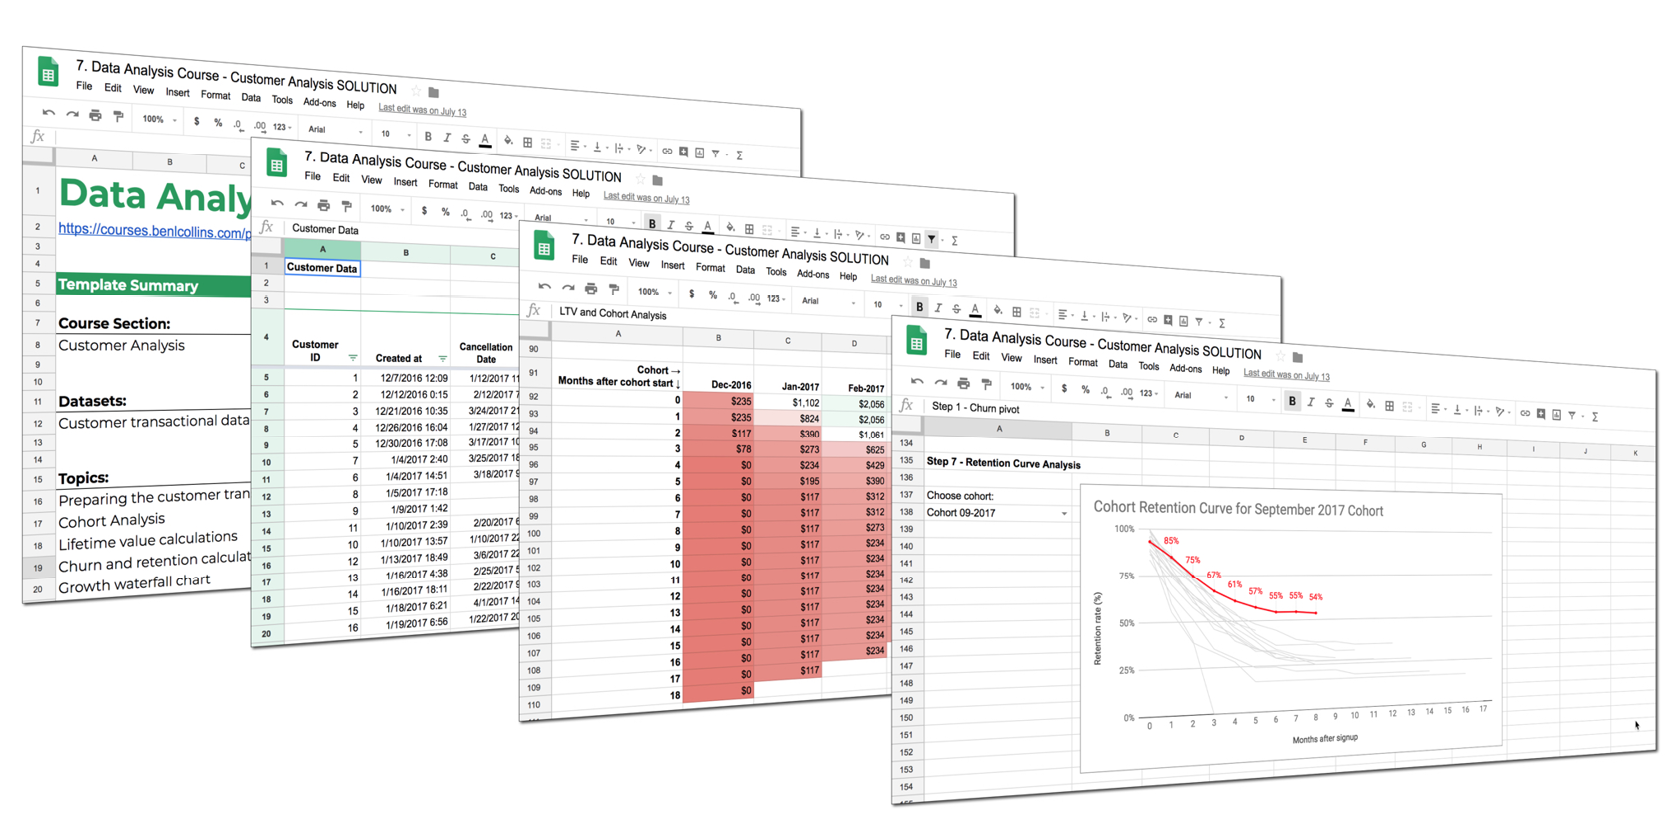 7. Data Analysis Course - Customer Analysis SOLUTION
File Edit View Insert Format Data Tools Add-ons Help Last edit was on July 13
100% $ % .0 .00 123 Arial 10 B I S A
fx
A B C
1 Data Analy
2 https://courses.benlcollins.com/p
3
4
5 Template Summary
6
7 Course Section:
8 Customer Analysis
9
10
11 Datasets:
12 Customer transactional data
13
14
15 Topics:
16 Preparing the customer tran
17 Cohort Analysis
18 Lifetime value calculations
19 Churn and retention calculat
20 Growth waterfall chart
7. Data Analysis Course - Customer Analysis SOLUTION
File Edit View Insert Format Data Tools Add-ons Help Last edit was on July 13
100% $ % .0 .00 123 Arial 10 B I S A
fx Customer Data
A B C
1 Customer Data
2
3
4 Customer ID Created at Cancellation Date
5 1 12/7/2016 12:09 1/12/2017 11
6 2 12/12/2016 0:15 2/12/2017 7
7 3 12/21/2016 10:35 3/24/2017 21
8 4 12/26/2016 16:04 1/27/2017 12
9 5 12/30/2016 17:08 3/17/2017 10
10 7 1/4/2017 2:40 3/25/2017 18
11 6 1/4/2017 14:51 3/18/2017 9
12 8 1/5/2017 17:18
13 9 1/9/2017 1:42
14 11 1/10/2017 2:39 2/20/2017 6
15 10 1/10/2017 13:57 1/10/2017 22
16 12 1/13/2017 18:49 3/6/2017 22
17 13 1/16/2017 4:38 2/25/2017 5
18 14 1/16/2017 18:11 2/22/2017 9
19 15 1/18/2017 6:21 4/1/2017 14
20 16 1/19/2017 6:56 1/22/2017 20
7. Data Analysis Course - Customer Analysis SOLUTION
File Edit View Insert Format Data Tools Add-ons Help Last edit was on July 13
100% $ % .0 .00 123 Arial 10 B I S A
fx LTV and Cohort Analysis
A B C D
90
91 Cohort →
Months after cohort start ↓ Dec-2016 Jan-2017 Feb-2017
92 0 $235 $1,102 $2,056
93 1 $235 $824 $2,056
94 2 $117 $390 $1,061
95 3 $78 $273 $625
96 4 $0 $234 $429
97 5 $0 $195 $390
98 6 $0 $117 $312
99 7 $0 $117 $312
100 8 $0 $117 $273
101 9 $0 $117 $234
102 10 $0 $117 $234
103 11 $0 $117 $234
104 12 $0 $117 $234
105 13 $0 $117 $234
106 14 $0 $117 $234
107 15 $0 $117 $234
108 16 $0 $117
109 17 $0
110 18 $0
7. Data Analysis Course - Customer Analysis SOLUTION
File Edit View Insert Format Data Tools Add-ons Help Last edit was on July 13
100% $ % .0 .00 123 Arial 10 B I S A
fx Step 1 - Churn pivot
A B C D E F G H I J K
134
135 Step 7 - Retention Curve Analysis
136
137 Choose cohort:
138 Cohort 09-2017
139
140
141
142
143
144
145
146
147
148
149
150
151
152
153
154
Cohort Retention Curve for September 2017 Cohort
100%
75%
50%
25%
0%
Retention rate (%)
85% 75% 67% 61% 57% 55% 55% 54%
0 1 2 3 4 5 6 7 8 9 10 11 12 13 14 15 16 17
Months after signup